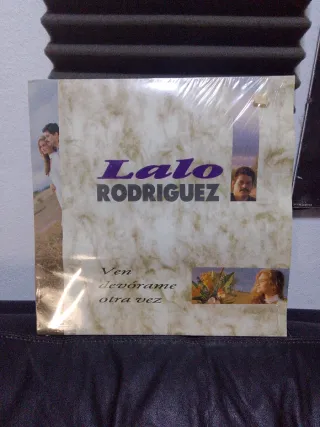 Lalo
RODRIGUEZ
Ven
devórame
otra vez